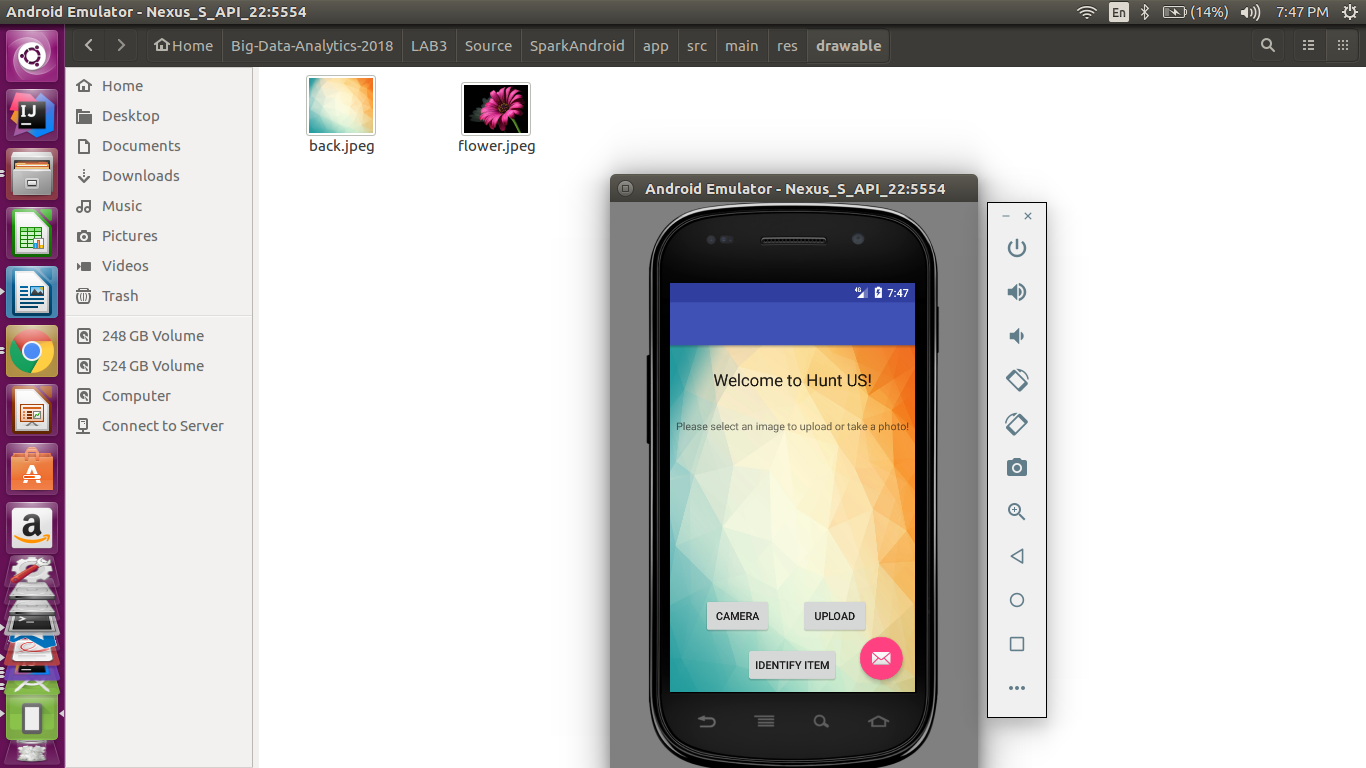 Android Emulator - Nexus_S_API_22:5554
En
(14%)
7:47 PM
Home
Big-Data-Analytics-2018
LAB3
Source
SparkAndroid
app
src
main
res
drawable
Home
Desktop
Documents
Downloads
Music
Pictures
Videos
Trash
248 GB Volume
524 GB Volume
Computer
Connect to Server
back.jpeg
flower.jpeg
IJ
A
a
Android Emulator - Nexus_S_API_22:5554
4G
7:47
Welcome to Hunt US!
Please select an image to upload or take a photo!
CAMERA
UPLOAD
IDENTIFY ITEM